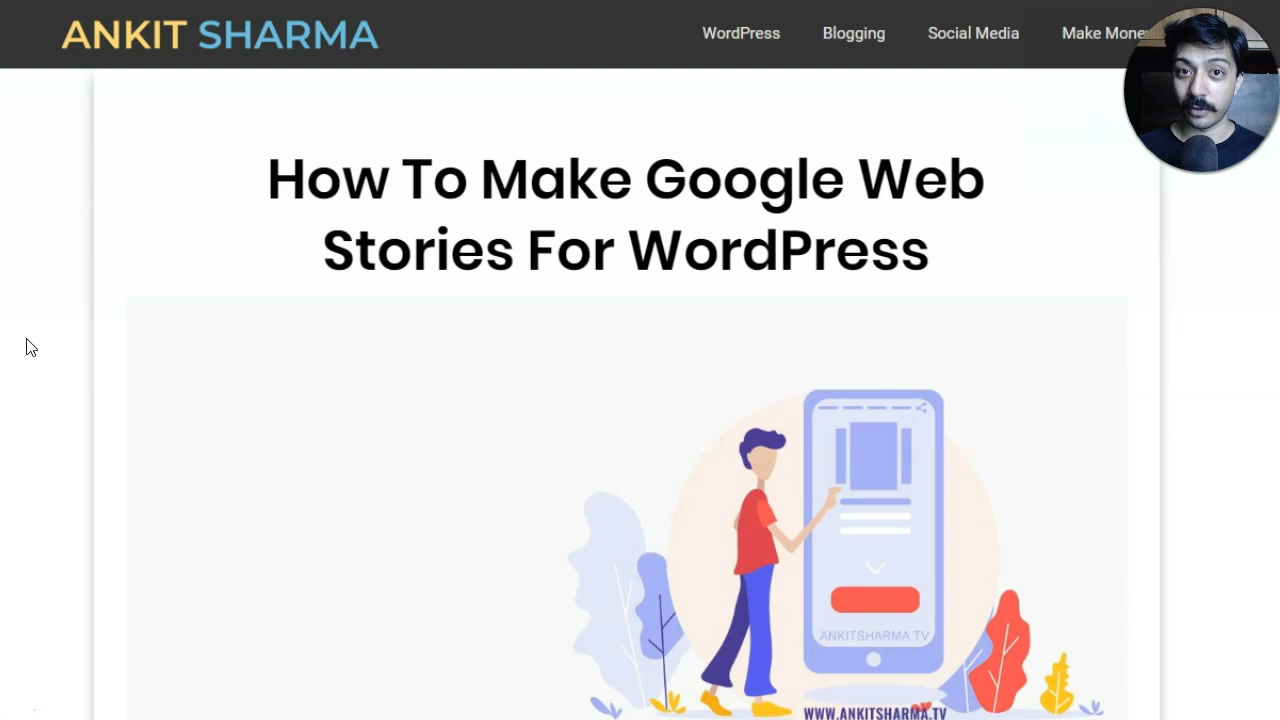 ANKIT SHARMA
WordPress Blogging Social Media Make Money
How To Make Google Web
Stories For WordPress
ANKITSHARMA.TV
WWW.ANKITSHARMA.TV